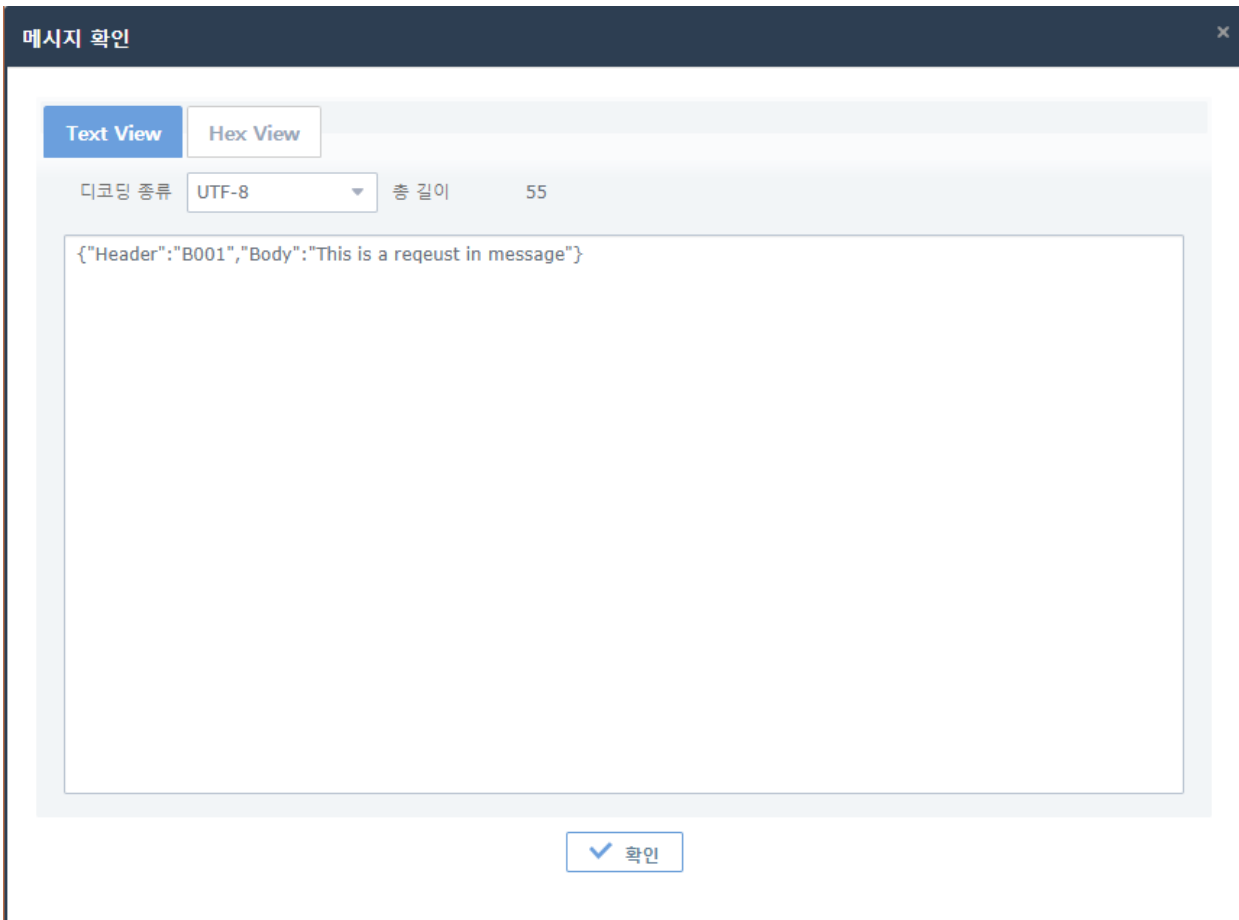 메시지 확인 ×
Text View Hex View
디코딩 종류 UTF-8 총 길이 55
{"Header":"B001","Body":"This is a reqeust in message"}
확인